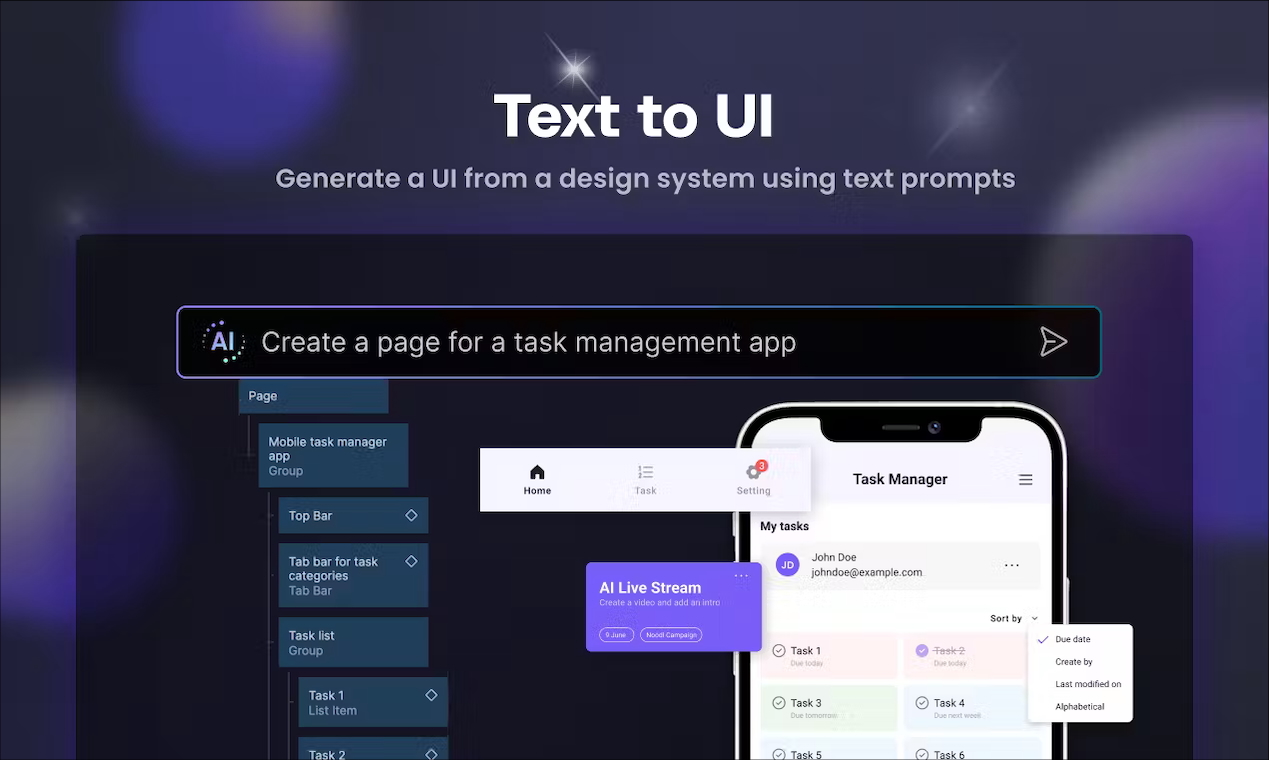 Text to UI
Generate a UI from a design system using text prompts
AI
Create a page for a task management app
Page
Mobile task manager
app
Group
Top Bar
Tab bar for task
categories
Tab Bar
Task list
Group
Task 1
List Item
Task 2
Home
Task
3
Setting
AI Live Stream
Create a video and add an intro
9 June
Noodl Campaign
Task Manager
My tasks
JD
John Doe
johndoe@example.com
Sort by
Due date
Create by
Last modified on
Alphabetical
Task 1
Due today
Task 2
Due today
Task 3
Due tomorrow
Task 4
Due next week
Task 5
Task 6